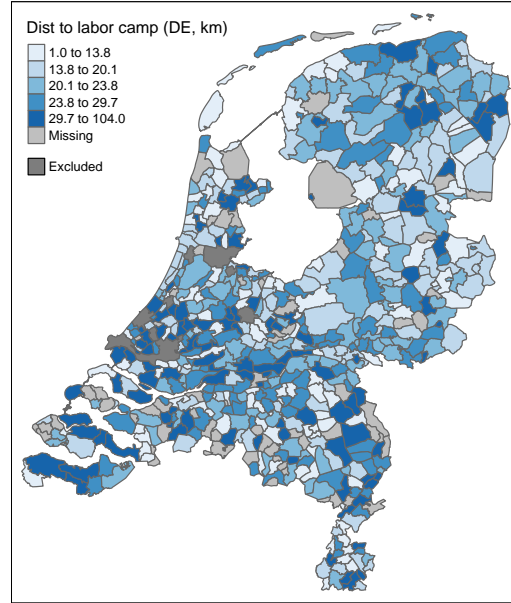 Dist to labor camp (DE, km)
1.0 to 13.8
13.8 to 20.1
20.1 to 23.8
23.8 to 29.7
29.7 to 104.0
Missing
Excluded